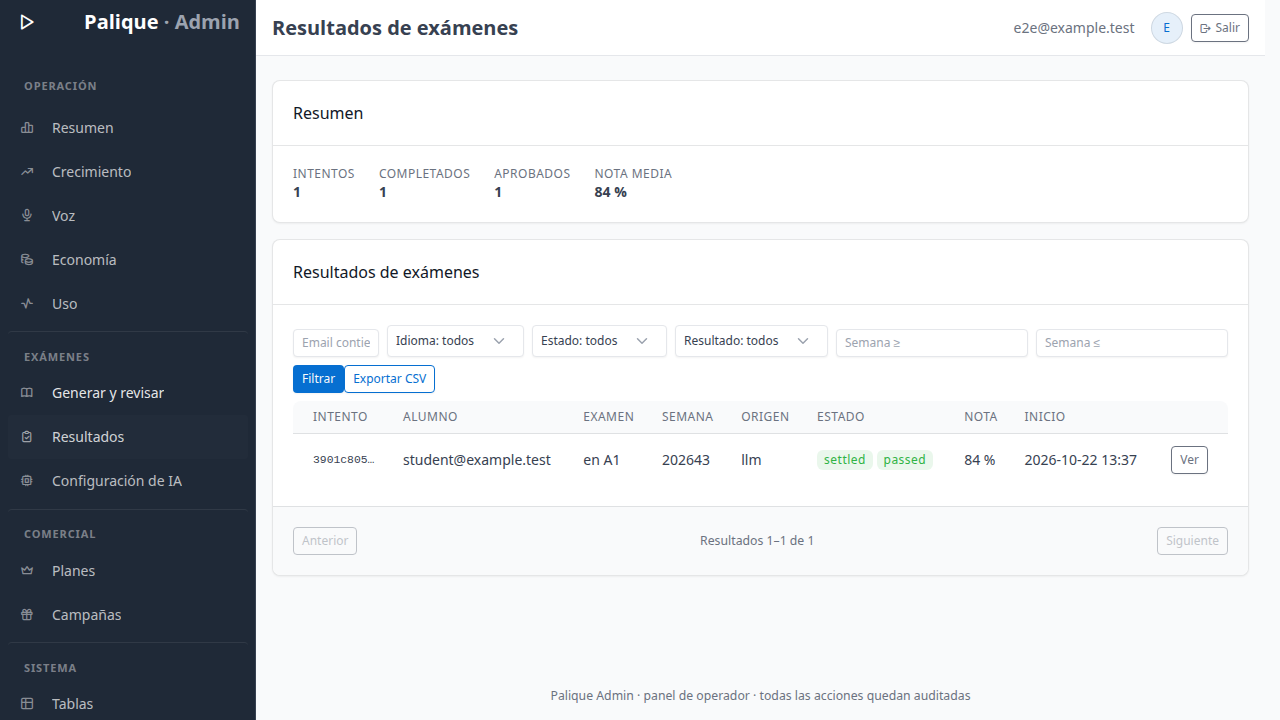 Palique · Admin
OPERACIÓN
Resumen
Crecimiento
Voz
Economía
Uso
EXÁMENES
Generar y revisar
Resultados
Configuración de IA
COMERCIAL
Planes
Campañas
SISTEMA
Tablas
Resultados de exámenes
e2e@example.test E Salir
Resumen
INTENTOS COMPLETADOS APROBADOS NOTA MEDIA
1 1 1 84 %
Resultados de exámenes
Email contie Idioma: todos Estado: todos Resultado: todos Semana ≥ Semana ≤
Filtrar Exportar CSV
INTENTO ALUMNO EXAMEN SEMANA ORIGEN ESTADO NOTA INICIO
3901c805… student@example.test en A1 202643 llm settled passed 84 % 2026-10-22 13:37 Ver
Anterior Resultados 1–1 de 1 Siguiente
Palique Admin · panel de operador · todas las acciones quedan auditadas